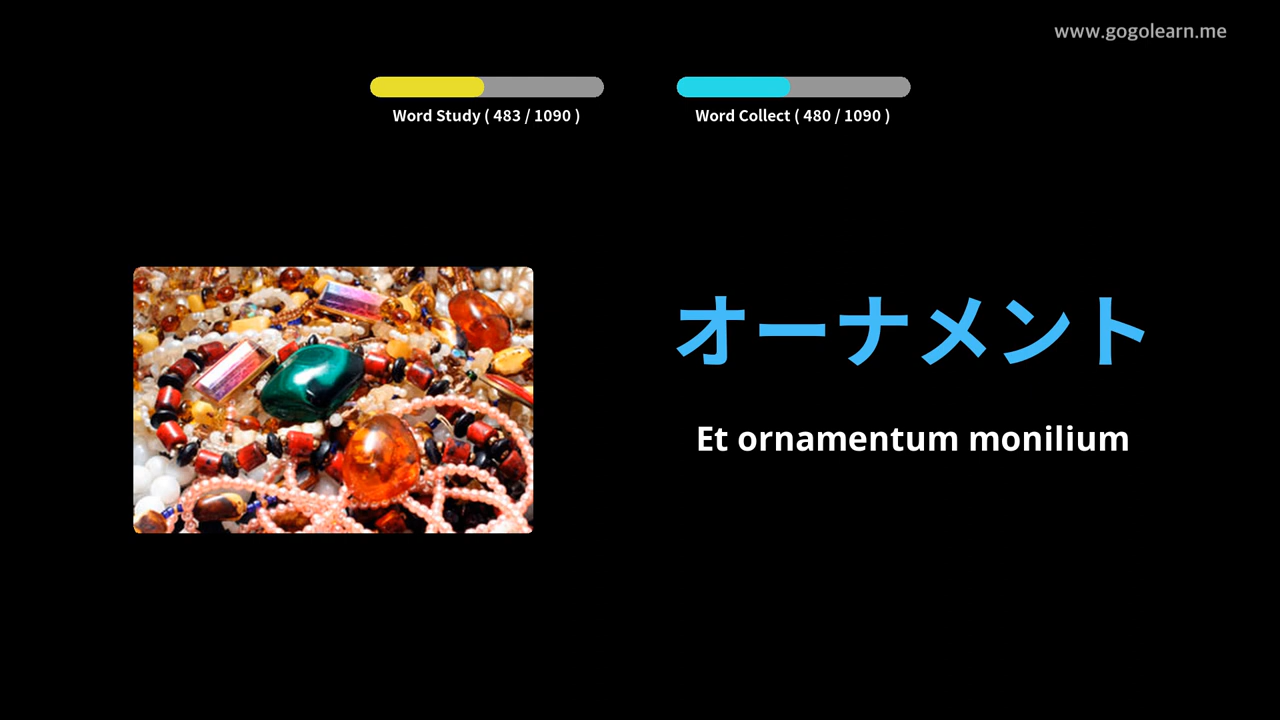 www.gogolearn.me
Word Study ( 483 / 1090 )
Word Collect ( 480 / 1090 )
オーナメント
Et ornamentum monilium